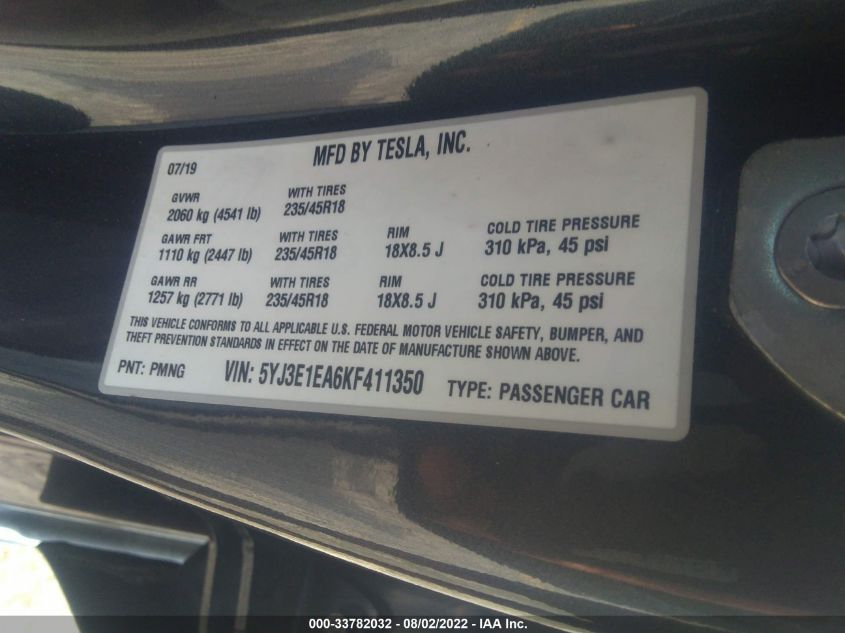 07/19
MFD BY TESLA, INC.
GVWR
2060 kg (4541 lb)
WITH TIRES
235/45R18
GAWR FRT
1110 kg (2447 lb)
WITH TIRES
235/45R18
RIM
18X8.5 J
COLD TIRE PRESSURE
310 kPa, 45 psi
GAWR RR
1257 kg (2771 lb)
WITH TIRES
235/45R18
RIM
18X8.5 J
COLD TIRE PRESSURE
310 kPa, 45 psi
THIS VEHICLE CONFORMS TO ALL APPLICABLE U.S. FEDERAL MOTOR VEHICLE SAFETY, BUMPER, AND
THEFT PREVENTION STANDARDS IN EFFECT ON THE DATE OF MANUFACTURE SHOWN ABOVE.
PNT: PMNG
VIN: 5YJ3E1EA6KF411350
TYPE: PASSENGER CAR
000-33782032 - 08/02/2022 - IAA Inc.